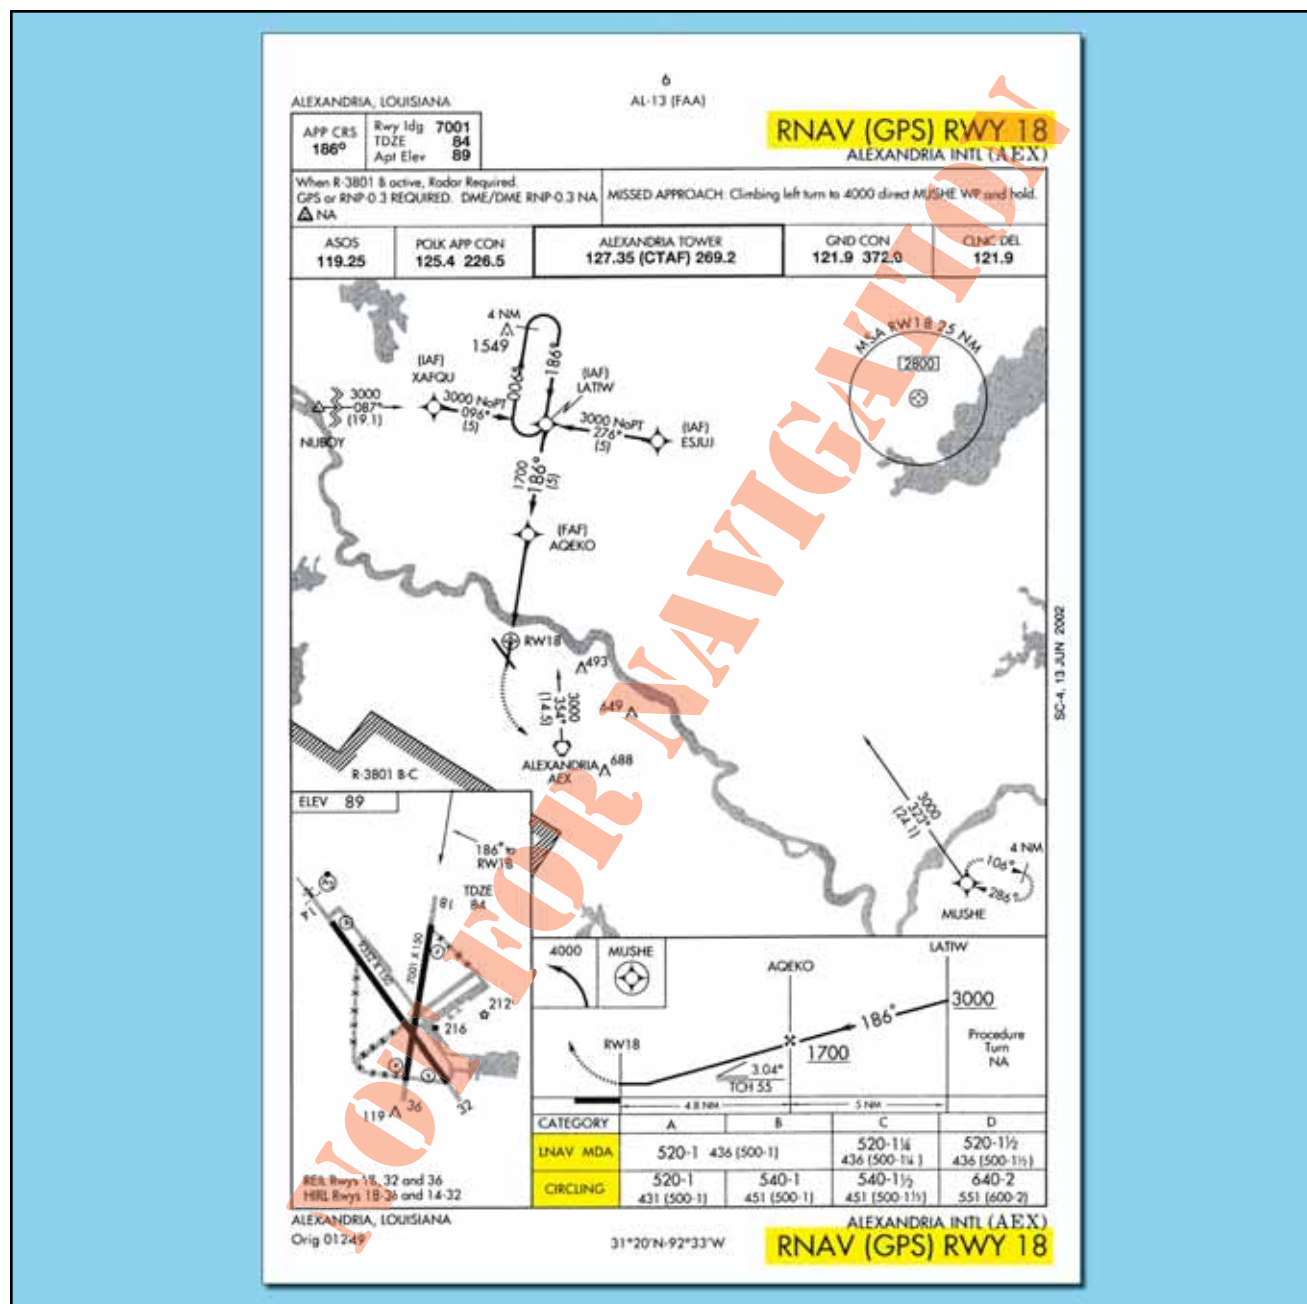 6
ALEXANDRIA, LOUISIANA
AL-13 (FAA)
RNAV (GPS) RWY 18
ALEXANDRIA INTL (AEX)
APP CRS
186°
Rwy ldg 7001
TDZE 84
Apt Elev 89
When R-3801 B active, Radar Required.
GPS or RNP-0.3 REQUIRED. DME/DME RNP-0.3 NA
NA
MISSED APPROACH: Climbing left turn to 4000 direct MUSHE WP and hold.
ASOS
119.25
POLK APP CON
125.4 226.5
ALEXANDRIA TOWER
127.35 (CTAF) 269.2
GND CON
121.9 372.0
CLNC DEL
121.9
4 NM
1549
006°
186°
(IAF)
XAFQU
(IAF)
LATIW
3000
087°
(19.1)
NUBOY
3000 NoPT
096°
(5)
3000 NoPT
276°
(5)
(IAF)
ESJUJ
MSA RW18 25 NM
2800
1700
186°
(5)
(FAF)
AQEKO
RW18
493
3000
354°
(14.5)
649
ALEXANDRIA
AEX
688
R-3801 B-C
3000
323°
(24.1)
4 NM
106°
286°
MUSHE
SC-4, 13 JUN 2002
ELEV 89
186° to
RW18
TDZE
84
18
14
7001 X 150
212
216
119
36
32
REIL Rwys 18, 32 and 36
HIRL Rwys 18-36 and 14-32
4000
MUSHE
AQEKO
LATIW
186°
3000
1700
Procedure
Turn
NA
RW18
3.04°
TCH 55
4.8 NM
5 NM
CATEGORY A B C D
LNAV MDA 520-1 436 (500-1) 520-1¼ 436 (500-1¼) 520-1½ 436 (500-1½)
CIRCLING 520-1 431 (500-1) 540-1 451 (500-1) 540-1½ 451 (500-1½) 640-2 551 (600-2)
ALEXANDRIA, LOUISIANA
Orig 01249
31°20'N-92°33'W
ALEXANDRIA INTL (AEX)
RNAV (GPS) RWY 18
NOT FOR NAVIGATION